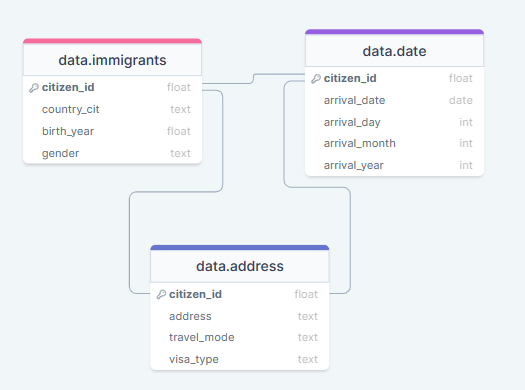 data.immigrants
citizen_id float
country_cit text
birth_year float
gender text
data.date
citizen_id float
arrival_date date
arrival_day int
arrival_month int
arrival_year int
data.address
citizen_id float
address text
travel_mode text
visa_type text